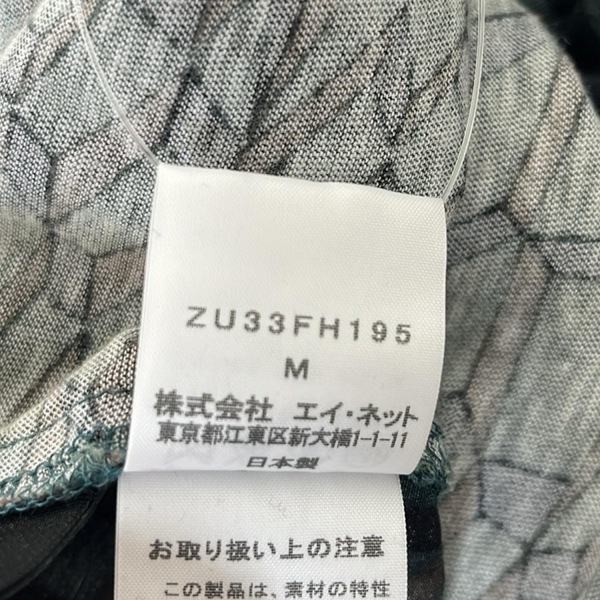 ZU33FH195
M
株式会社 エイ・ネット
東京都江東区新大橋1-1-11
日本製
お取り扱い上の注意
この製品は、素材の特性